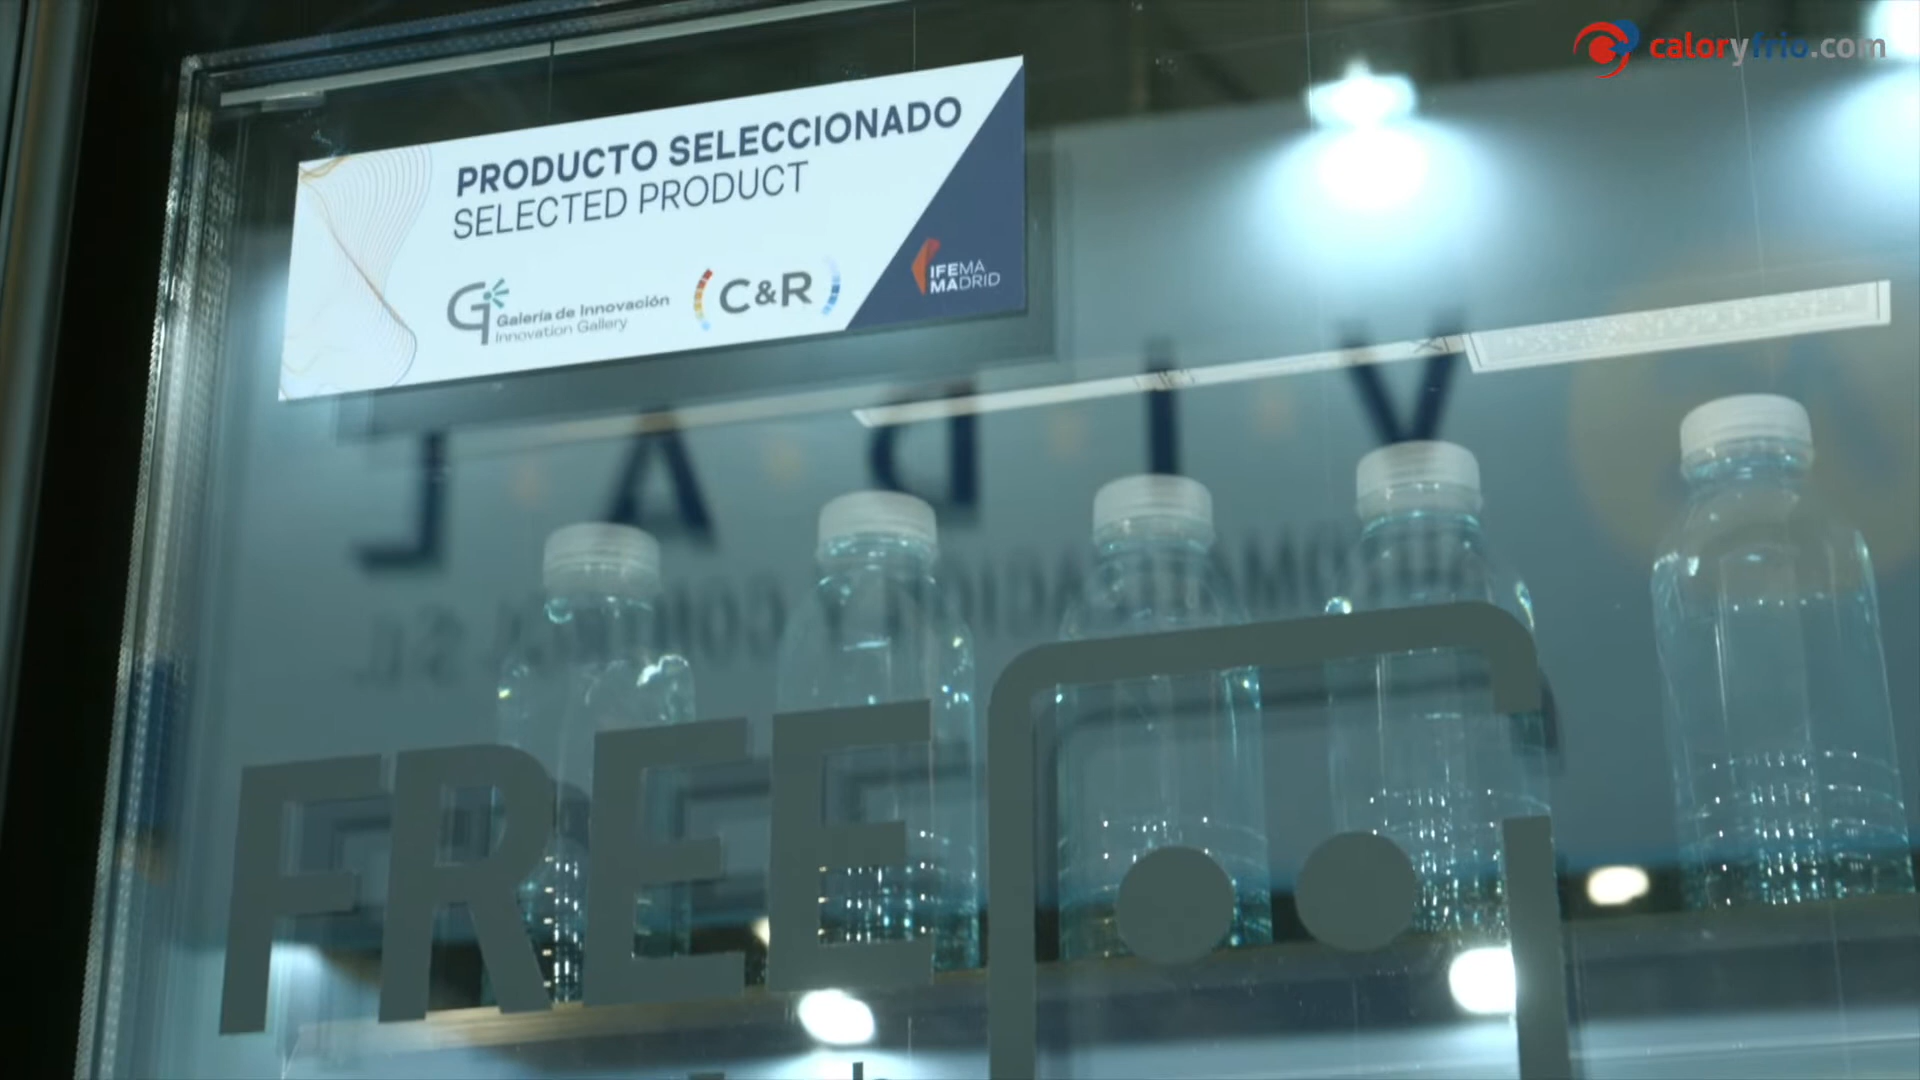 caloryfrio.com
PRODUCTO SELECCIONADO
SELECTED PRODUCT
Galería de Innovación
Innovation Gallery
C&R
IFEMA
MADRID
VIDAL
FREE